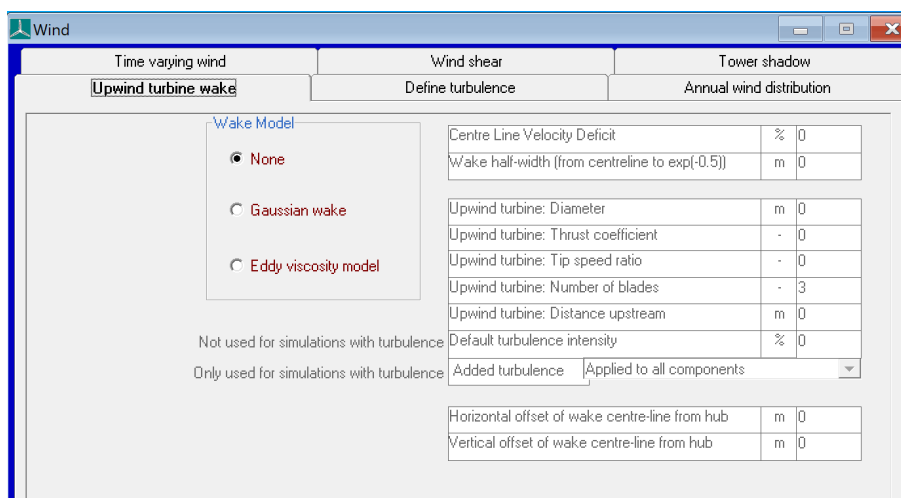 Wind
Time varying wind Wind shear Tower shadow
Upwind turbine wake Define turbulence Annual wind distribution
Wake Model
None
Gaussian wake
Eddy viscosity model
Centre Line Velocity Deficit % 0
Wake half-width (from centreline to exp(-0.5)) m 0
Upwind turbine: Diameter m 0
Upwind turbine: Thrust coefficient - 0
Upwind turbine: Tip speed ratio - 0
Upwind turbine: Number of blades - 3
Upwind turbine: Distance upstream m 0
Not used for simulations with turbulence Default turbulence intensity % 0
Only used for simulations with turbulence Added turbulence Applied to all components
Horizontal offset of wake centre-line from hub m 0
Vertical offset of wake centre-line from hub m 0